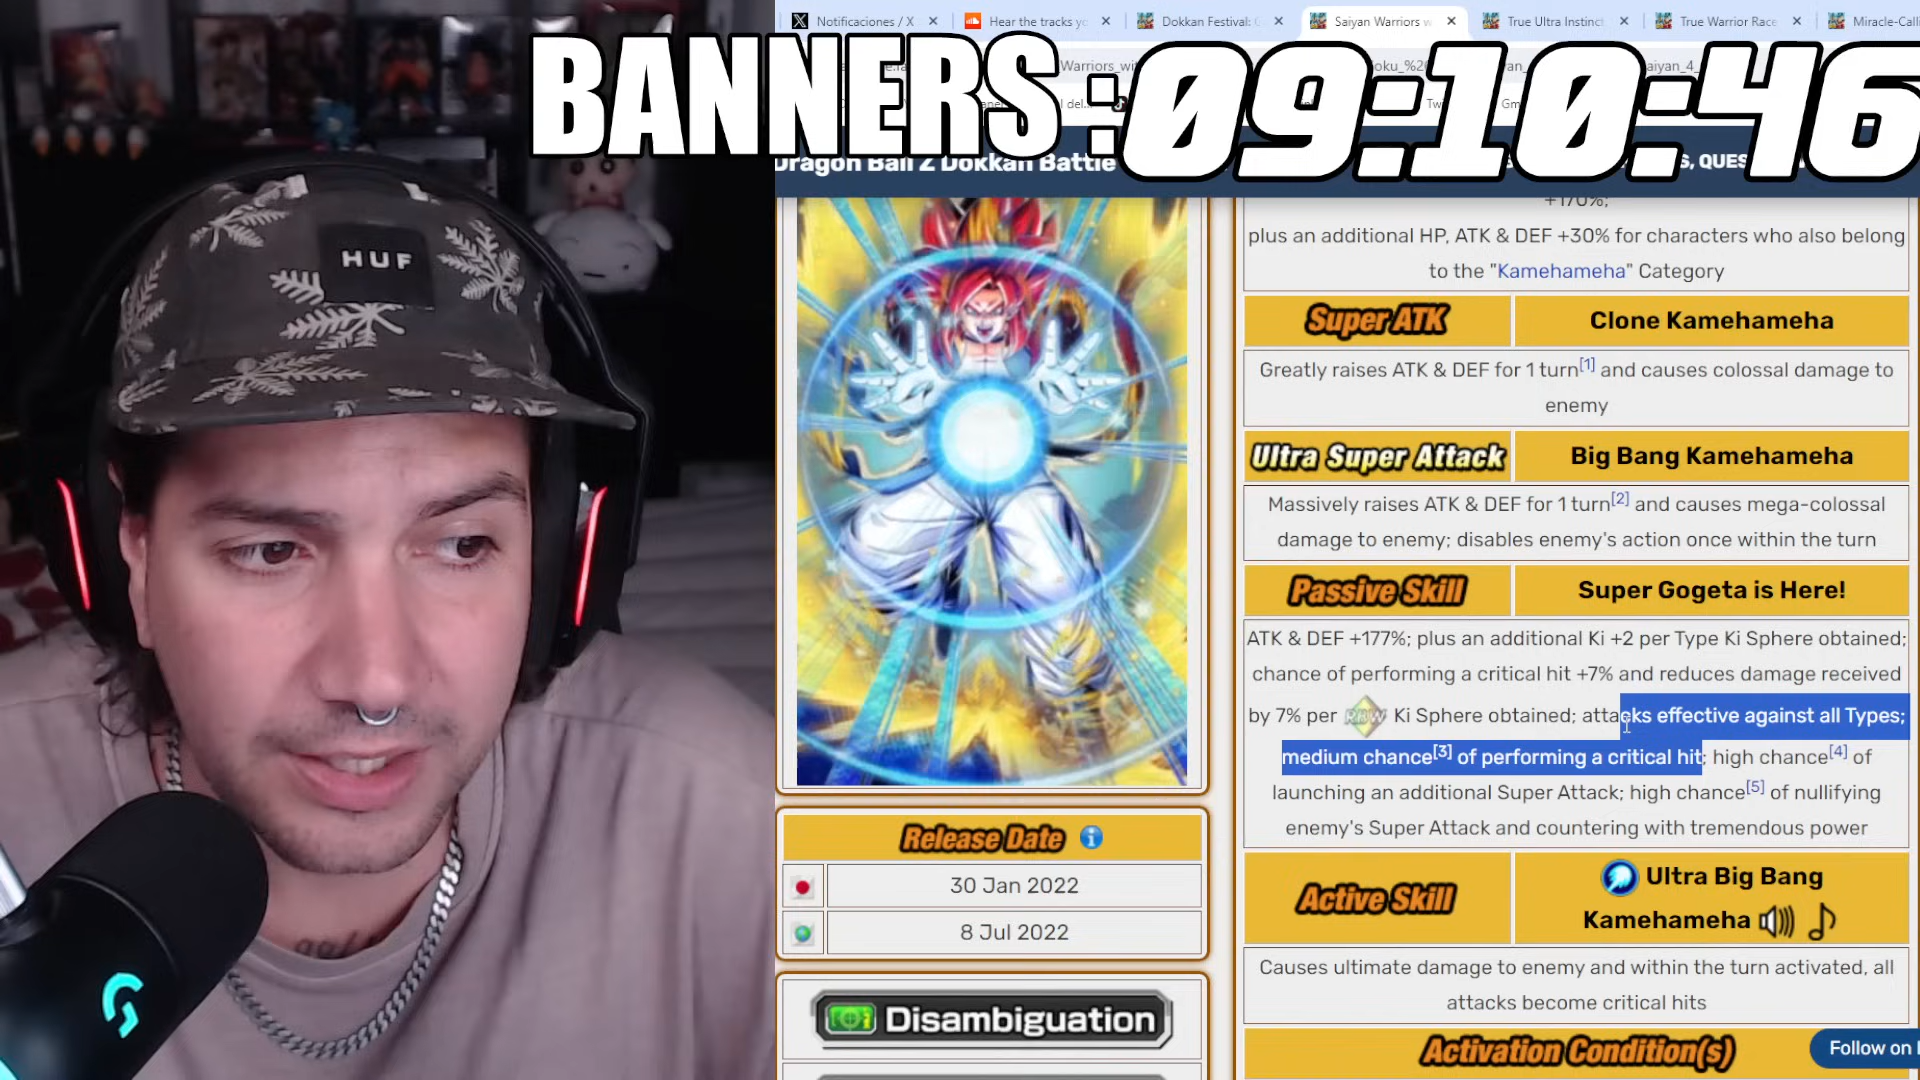 Notificaciones / X
Hear the tracks yo
Dokkan Festival: G
Saiyan Warriors w
True Ultra Instinct
True Warrior Race
Miracle-Calli
BANNERS : 09:10:46
Warriors_wi
Dragon Ball Z Dokkan Battle
S, QUES
+170%;
plus an additional HP, ATK & DEF +30% for characters who also belong
to the "Kamehameha" Category
Super ATK
Clone Kamehameha
Greatly raises ATK & DEF for 1 turn[1] and causes colossal damage to
enemy
Ultra Super Attack
Big Bang Kamehameha
Massively raises ATK & DEF for 1 turn[2] and causes mega-colossal
damage to enemy; disables enemy's action once within the turn
Passive Skill
Super Gogeta is Here!
ATK & DEF +177%; plus an additional Ki +2 per Type Ki Sphere obtained;
chance of performing a critical hit +7% and reduces damage received
by 7% per Ki Sphere obtained; attacks effective against all Types;
medium chance[3] of performing a critical hit; high chance[4] of
launching an additional Super Attack; high chance[5] of nullifying
enemy's Super Attack and countering with tremendous power
Active Skill
Ultra Big Bang
Kamehameha
Causes ultimate damage to enemy and within the turn activated, all
attacks become critical hits
Activation Condition(s)
Follow on
Release Date
30 Jan 2022
8 Jul 2022
Disambiguation
HUF